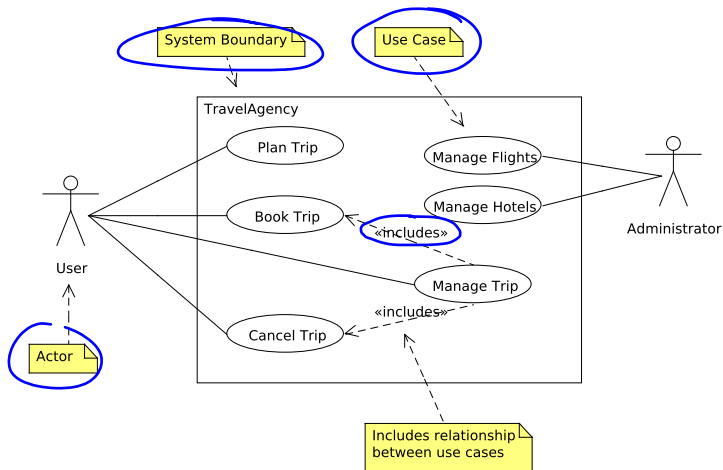 System Boundary
Use Case
TravelAgency
Plan Trip
Manage Flights
Book Trip
Manage Hotels
«includes»
Administrator
User
Manage Trip
«includes»
Cancel Trip
Actor
Includes relationship
between use cases